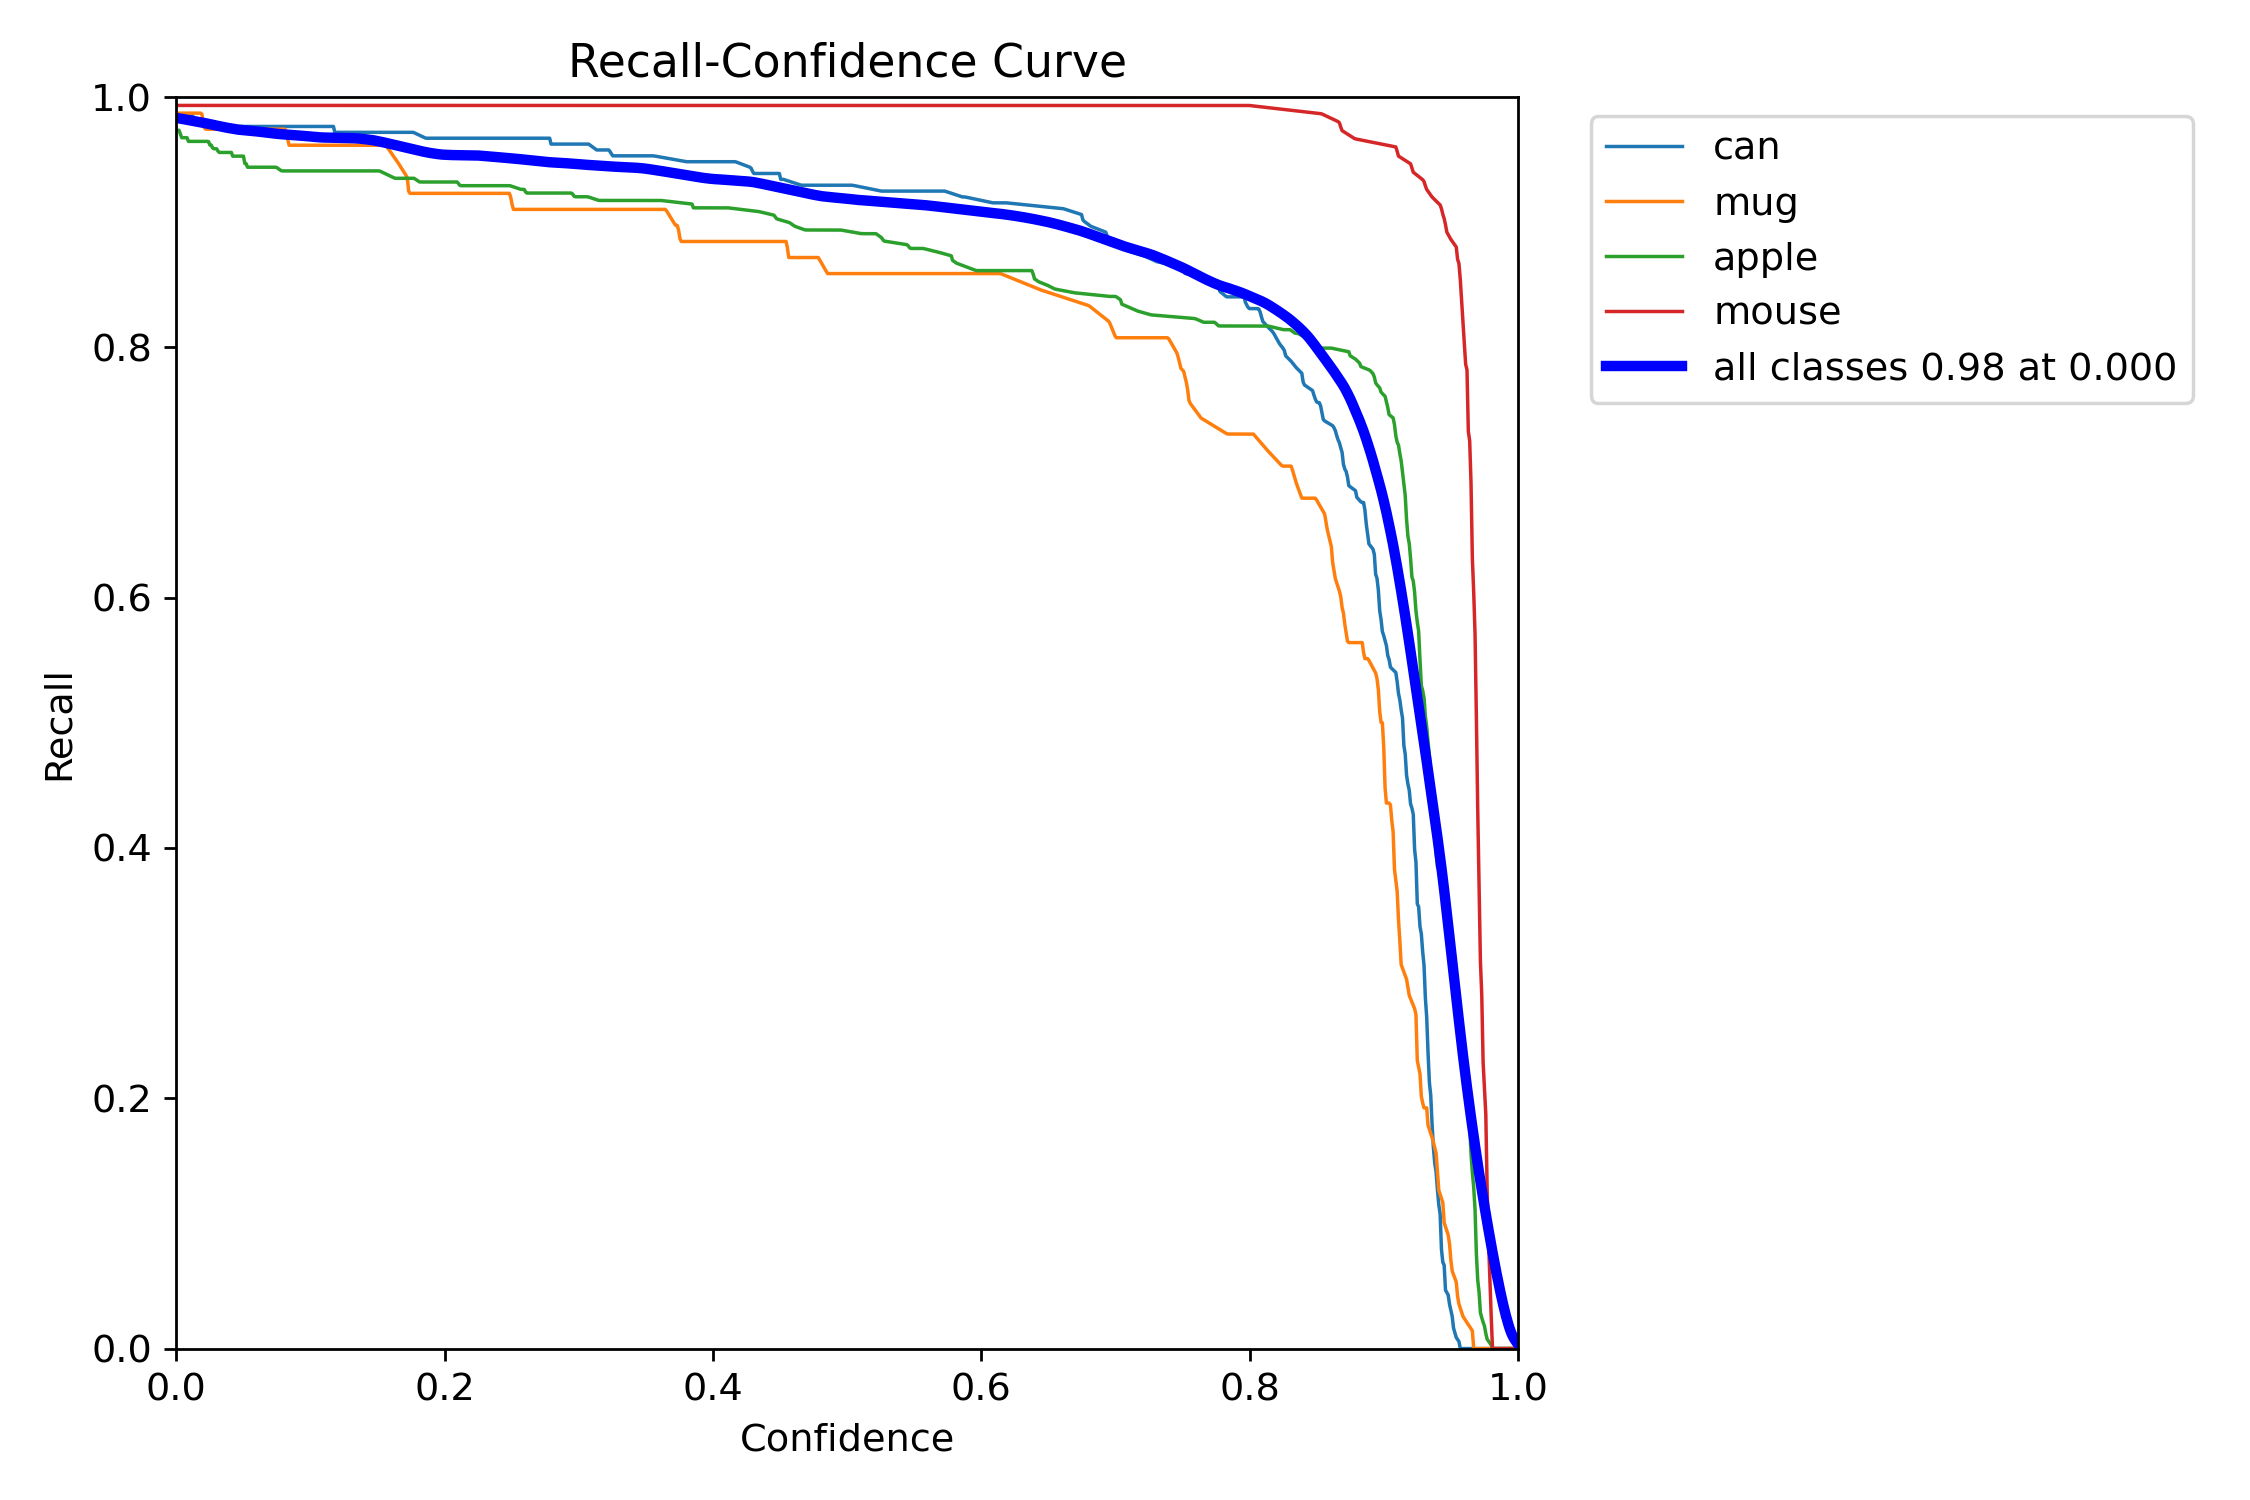 Recall-Confidence Curve
1.0
0.8
0.6
0.4
0.2
0.0
Recall
0.0 0.2 0.4 0.6 0.8 1.0
Confidence
can
mug
apple
mouse
all classes 0.98 at 0.000